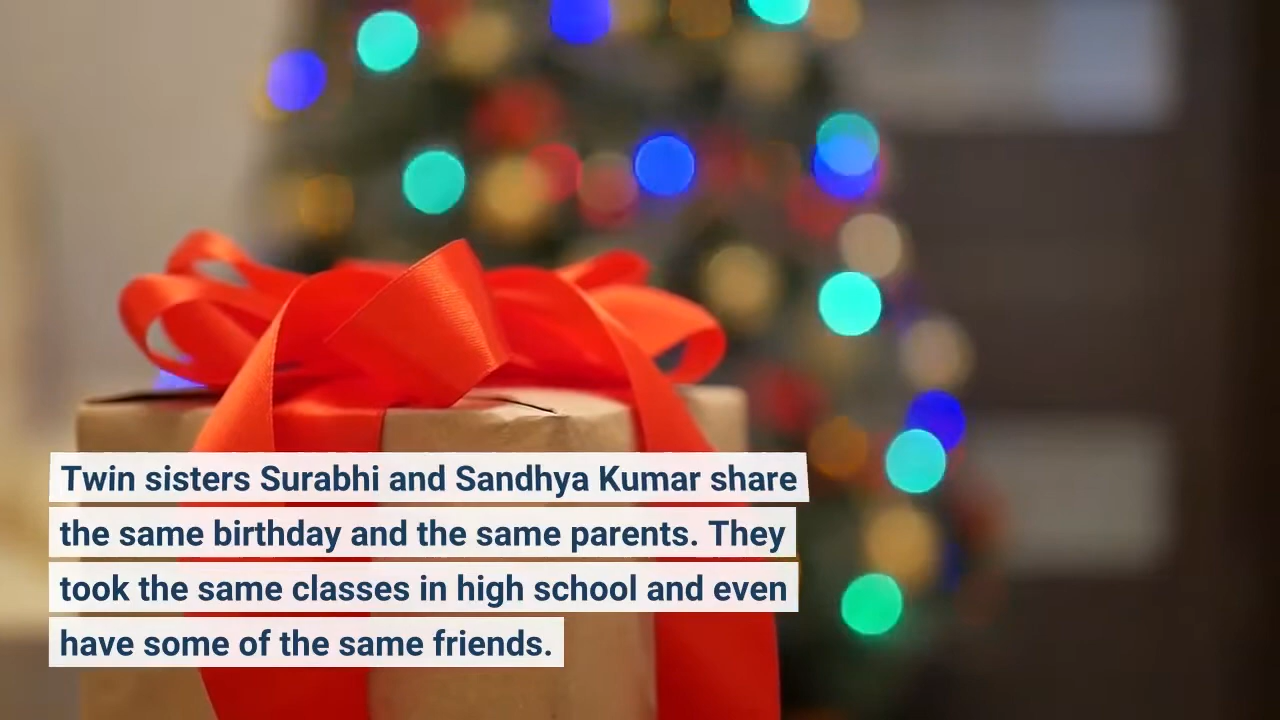 Twin sisters Surabhi and Sandhya Kumar share
the same birthday and the same parents. They
took the same classes in high school and even
have some of the same friends.